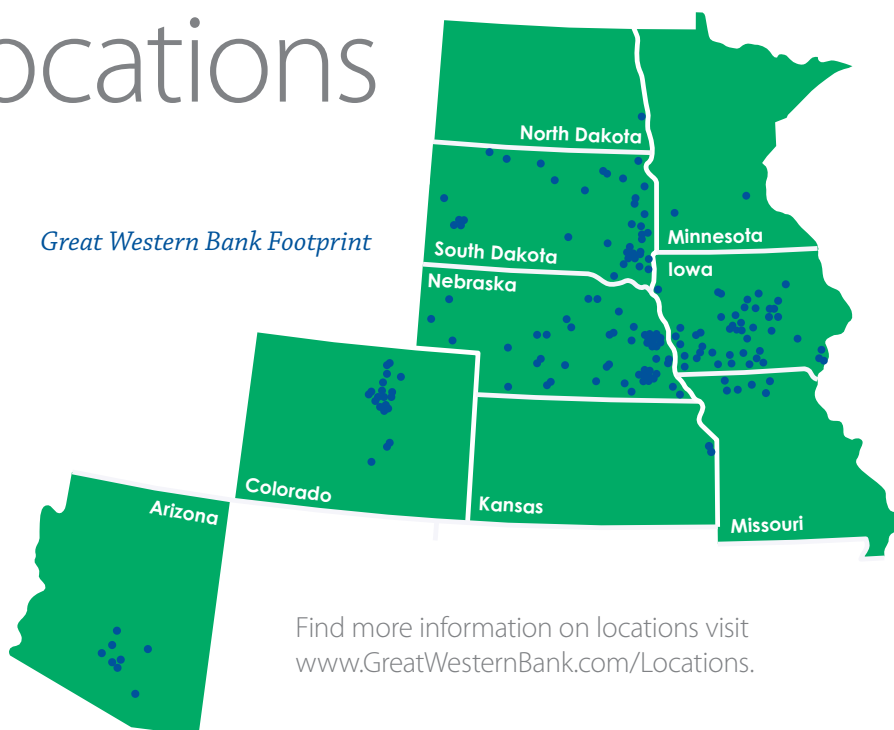 ocations
Great Western Bank Footprint
North Dakota
South Dakota
Minnesota
Iowa
Nebraska
Colorado
Kansas
Missouri
Arizona
Find more information on locations visit
www.GreatWesternBank.com/Locations.